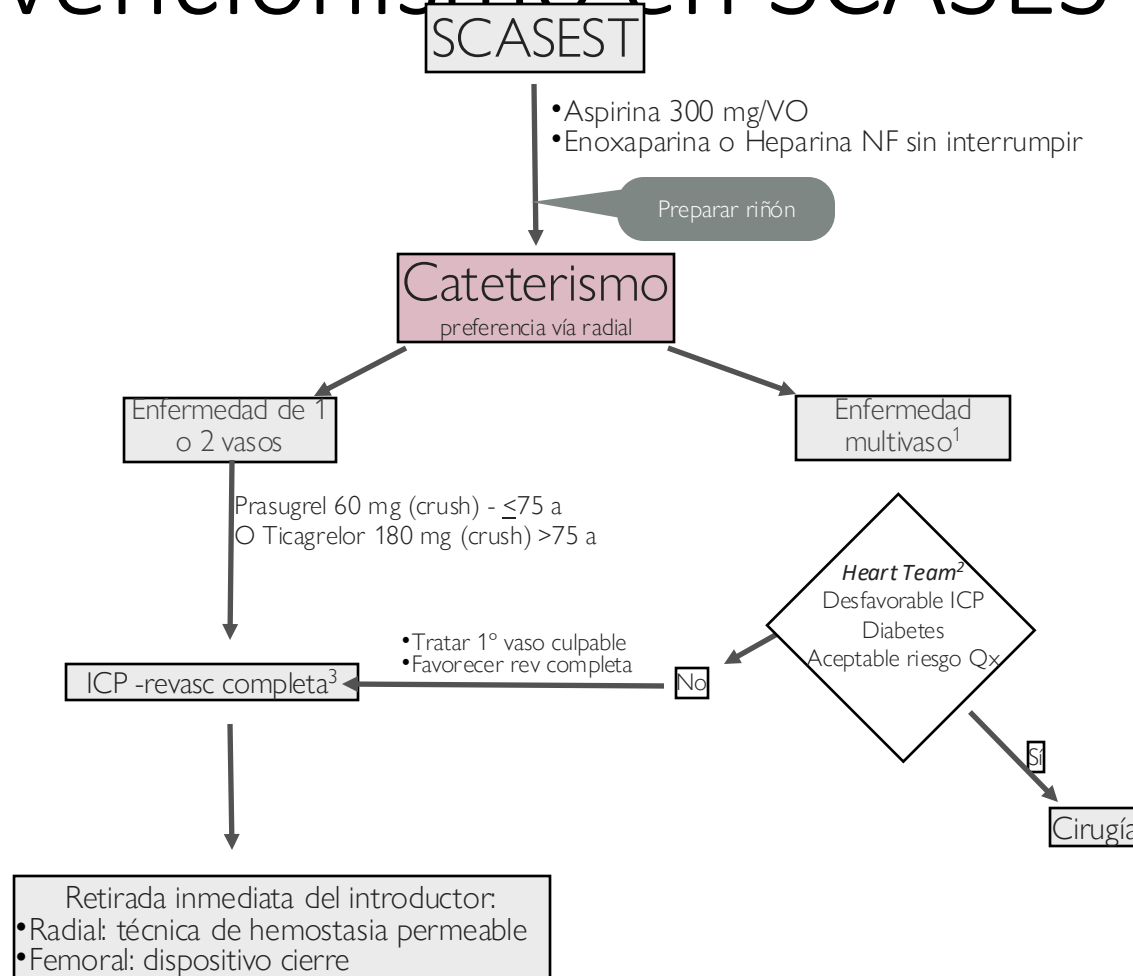 SCASEST
•Aspirina 300 mg/VO
•Enoxaparina o Heparina NF sin interrumpir
Preparar riñón
Cateterismo
preferencia vía radial
Enfermedad de 1
o 2 vasos
Enfermedad
multivaso¹
Prasugrel 60 mg (crush) - ≤75 a
O Ticagrelor 180 mg (crush) >75 a
Heart Team²
Desfavorable ICP
Diabetes
Aceptable riesgo Qx
•Tratar 1º vaso culpable
•Favorecer rev completa
No
ICP -revasc completa³
Sí
Cirugía
Retirada inmediata del introductor:
•Radial: técnica de hemostasia permeable
•Femoral: dispositivo cierre